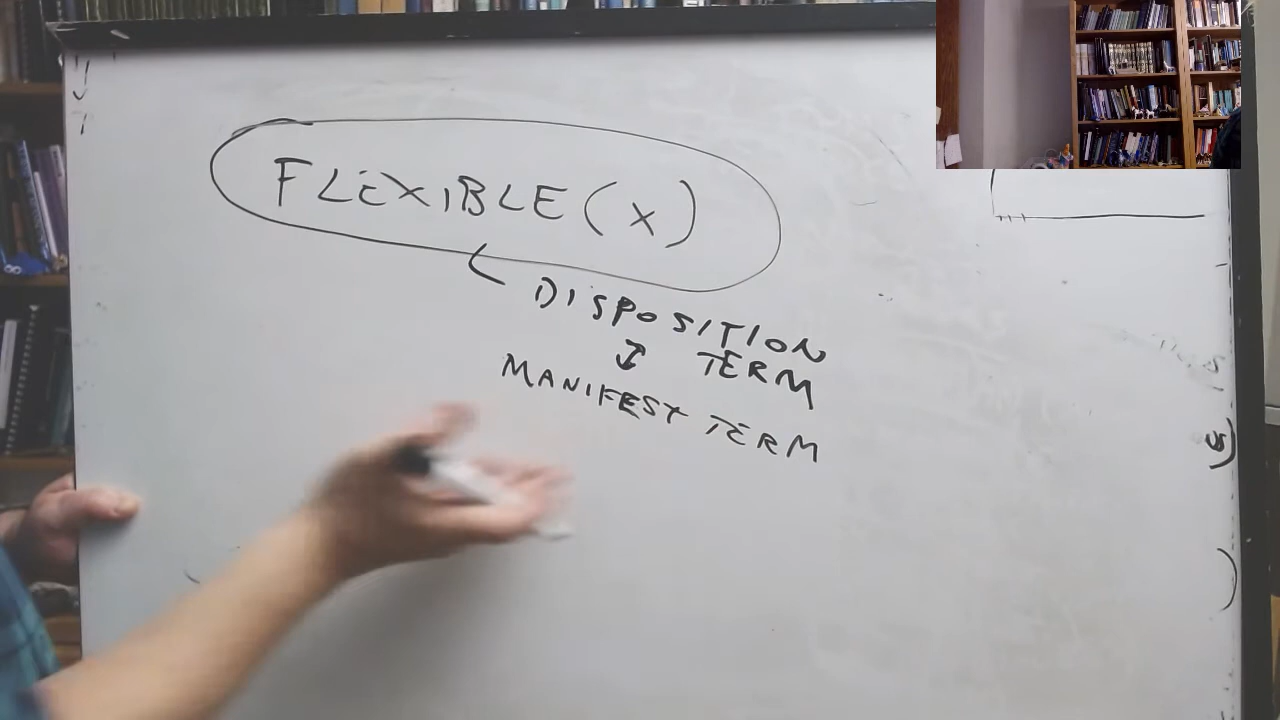 FLEXIBLE(x)
DISPOSITION
TERM
↕
MANIFEST TERM